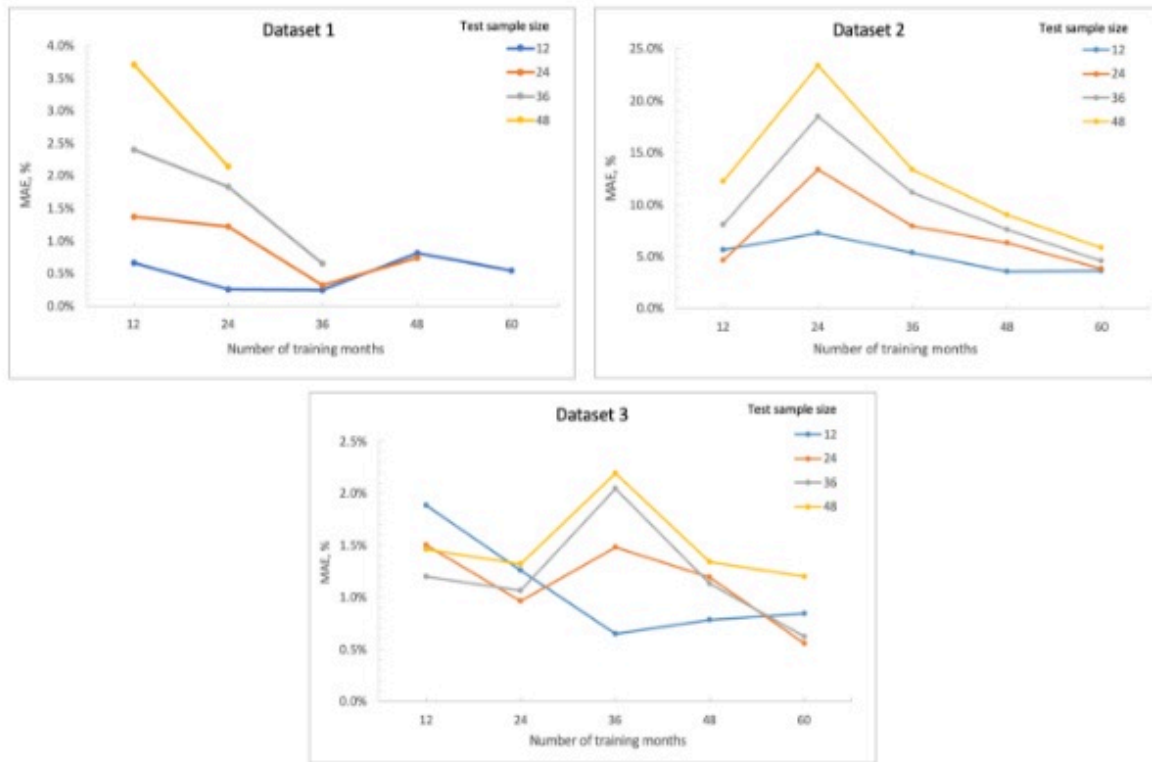 Dataset 1
Test sample size
12
24
36
48
4.0%
3.5%
3.0%
2.5%
2.0%
1.5%
1.0%
0.5%
0.0%
MAE, %
12 24 36 48 60
Number of training months
Dataset 2
Test sample size
12
24
36
48
25.0%
20.0%
15.0%
10.0%
5.0%
0.0%
MAE, %
12 24 36 48 60
Number of training months
Dataset 3
Test sample size
12
24
36
48
2.5%
2.0%
1.5%
1.0%
0.5%
0.0%
MAE, %
12 24 36 48 60
Number of training months